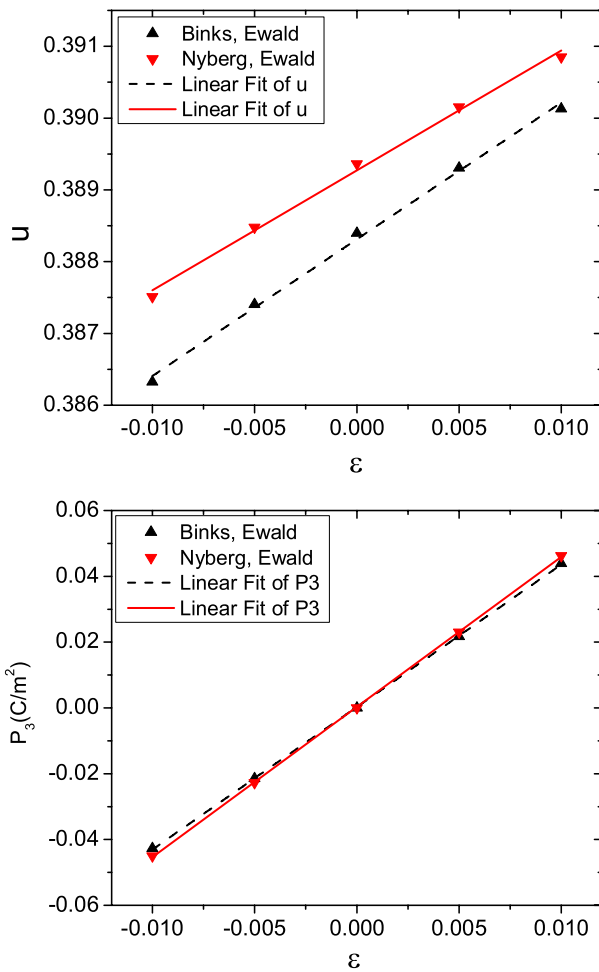 Binks, Ewald
Nyberg, Ewald
Linear Fit of u
Linear Fit of u
0.391
0.390
0.389
0.388
0.387
0.386
u
-0.010 -0.005 0.000 0.005 0.010
ε
Binks, Ewald
Nyberg, Ewald
Linear Fit of P3
Linear Fit of P3
0.06
0.04
0.02
0.00
-0.02
-0.04
-0.06
P₃(C/m²)
-0.010 -0.005 0.000 0.005 0.010
ε